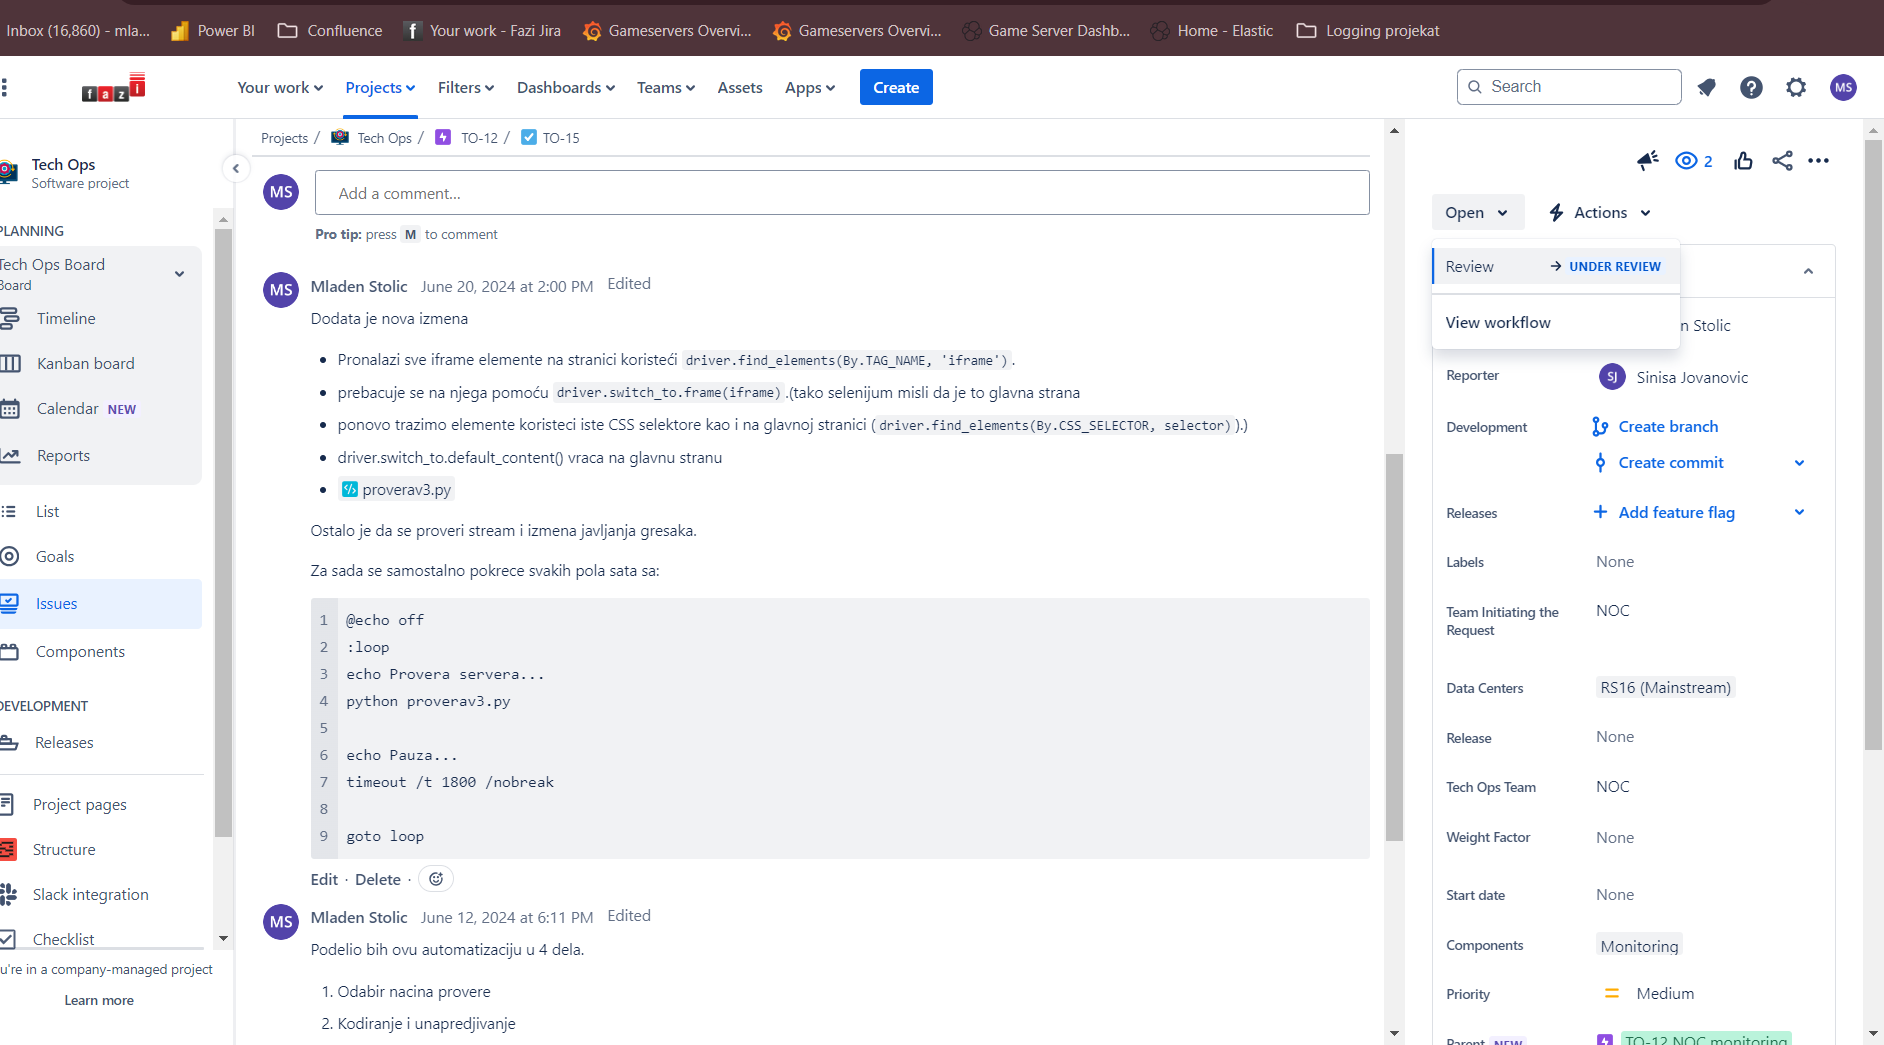 Inbox (16,860) - mla...
Power BI
Confluence
Your work - Fazi Jira
Gameservers Overvi...
Gameservers Overvi...
Game Server Dashb...
Home - Elastic
Logging projekat
fazi
Your work
Projects
Filters
Dashboards
Teams
Assets
Apps
Create
Search
MS
Tech Ops
Software project
PLANNING
Tech Ops Board
Board
Timeline
Kanban board
Calendar NEW
Reports
List
Goals
Issues
Components
DEVELOPMENT
Releases
Project pages
Structure
Slack integration
Checklist
u're in a company-managed project
Learn more
Projects / Tech Ops / TO-12 / TO-15
MS
Add a comment...
Pro tip: press M to comment
MS
Mladen Stolic June 20, 2024 at 2:00 PM Edited
Dodata je nova izmena
• Pronalazi sve iframe elemente na stranici koristeći driver.find_elements(By.TAG_NAME, 'iframe').
• prebacuje se na njega pomoću driver.switch_to.frame(iframe).(tako selenijum misli da je to glavna strana
• ponovo trazimo elemente koristeci iste CSS selektore kao i na glavnoj stranici (driver.find_elements(By.CSS_SELECTOR, selector)).)
• driver.switch_to.default_content() vraca na glavnu stranu
• proverav3.py
Ostalo je da se proveri stream i izmena javljanja gresaka.
Za sada se samostalno pokrece svakih pola sata sa:
1 @echo off
2 :loop
3 echo Provera servera...
4 python proverav3.py
5
6 echo Pauza...
7 timeout /t 1800 /nobreak
8
9 goto loop
Edit · Delete ·
MS
Mladen Stolic June 12, 2024 at 6:11 PM Edited
Podelio bih ovu automatizaciju u 4 dela.
1. Odabir nacina provere
2. Kodiranje i unapredjivanje
2
Open
Actions
Review → UNDER REVIEW
View workflow
n Stolic
Reporter
SJ Sinisa Jovanovic
Development
Create branch
Create commit
Releases
Add feature flag
Labels
None
Team Initiating the Request
NOC
Data Centers
RS16 (Mainstream)
Release
None
Tech Ops Team
NOC
Weight Factor
None
Start date
None
Components
Monitoring
Priority
Medium
Parent NEW
TO-12 NOC monitoring